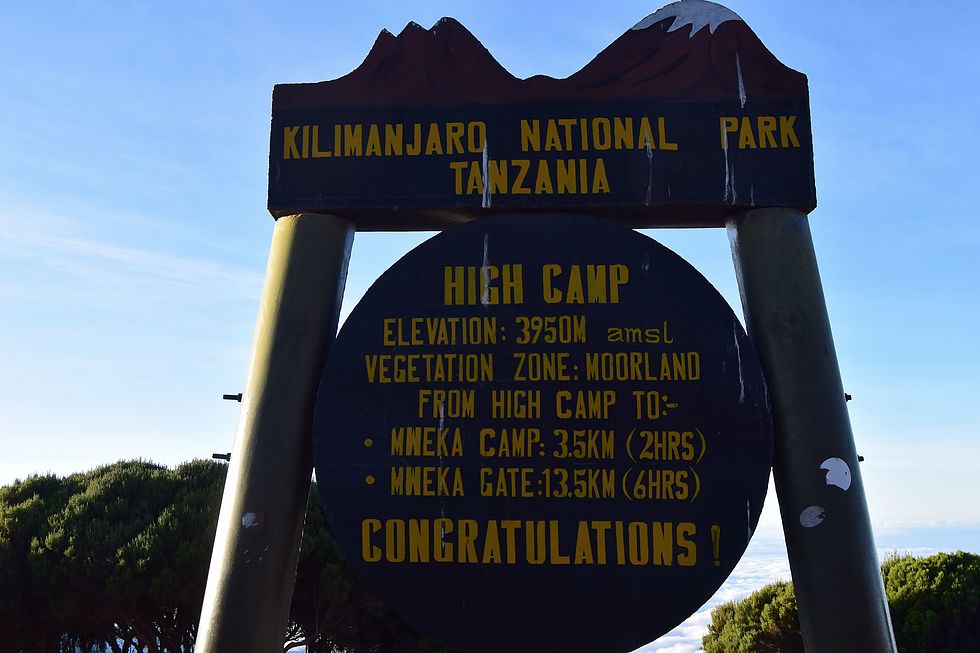 KILIMANJARO NATIONAL PARK
TANZANIA
HIGH CAMP
ELEVATION: 3950M amsl
VEGETATION ZONE: MOORLAND
FROM HIGH CAMP TO:-
• MWEKA CAMP: 3.5KM (2HRS)
• MWEKA GATE:13.5KM (6HRS)
CONGRATULATIONS !